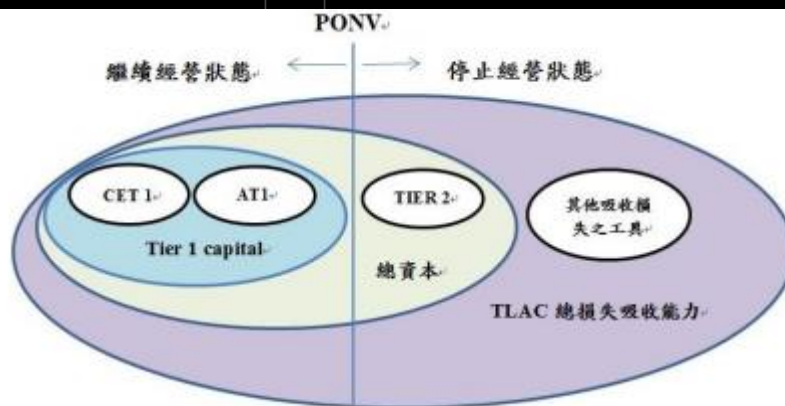 PONV
繼續經營狀態
停止經營狀態
CET 1
AT1
TIER 2
其他吸收損
失之工具
Tier 1 capital
總資本
TLAC 總損失吸收能力